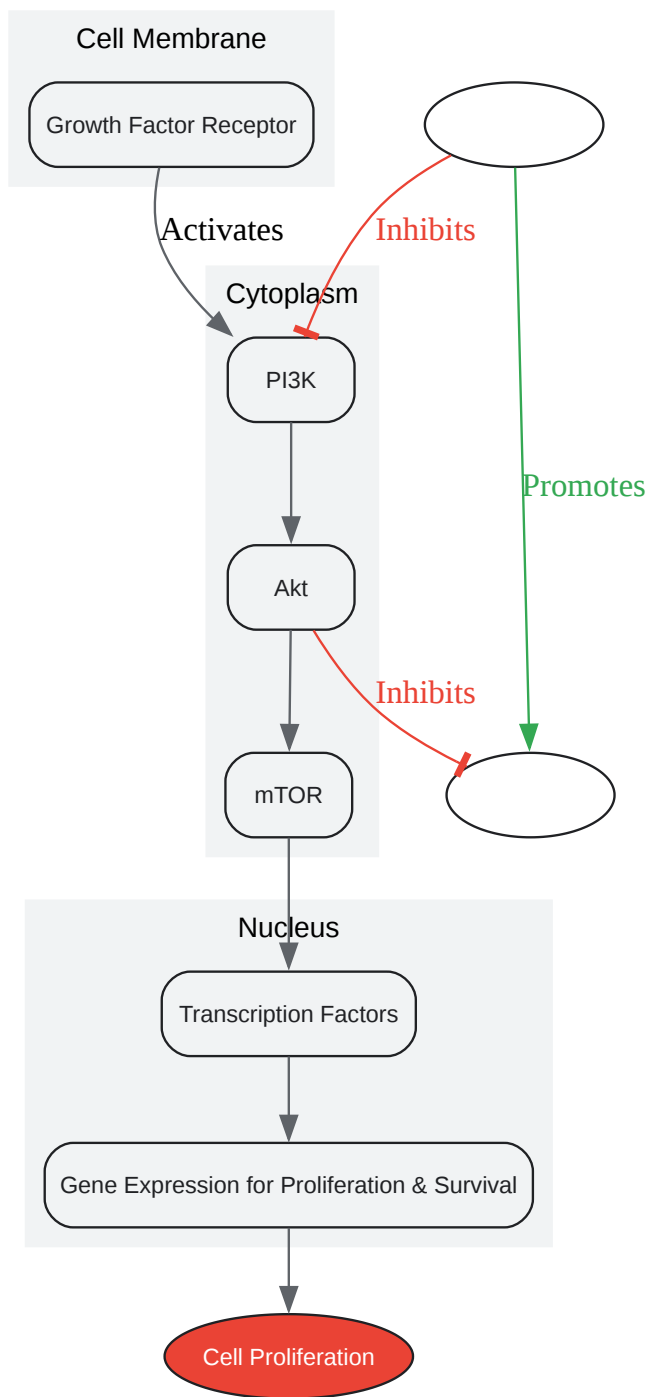 Cell Membrane
Growth Factor Receptor
Activates
Inhibits
Cytoplasm
PI3K
Promotes
Akt
Inhibits
mTOR
Nucleus
Transcription Factors
Gene Expression for Proliferation & Survival
Cell Proliferation